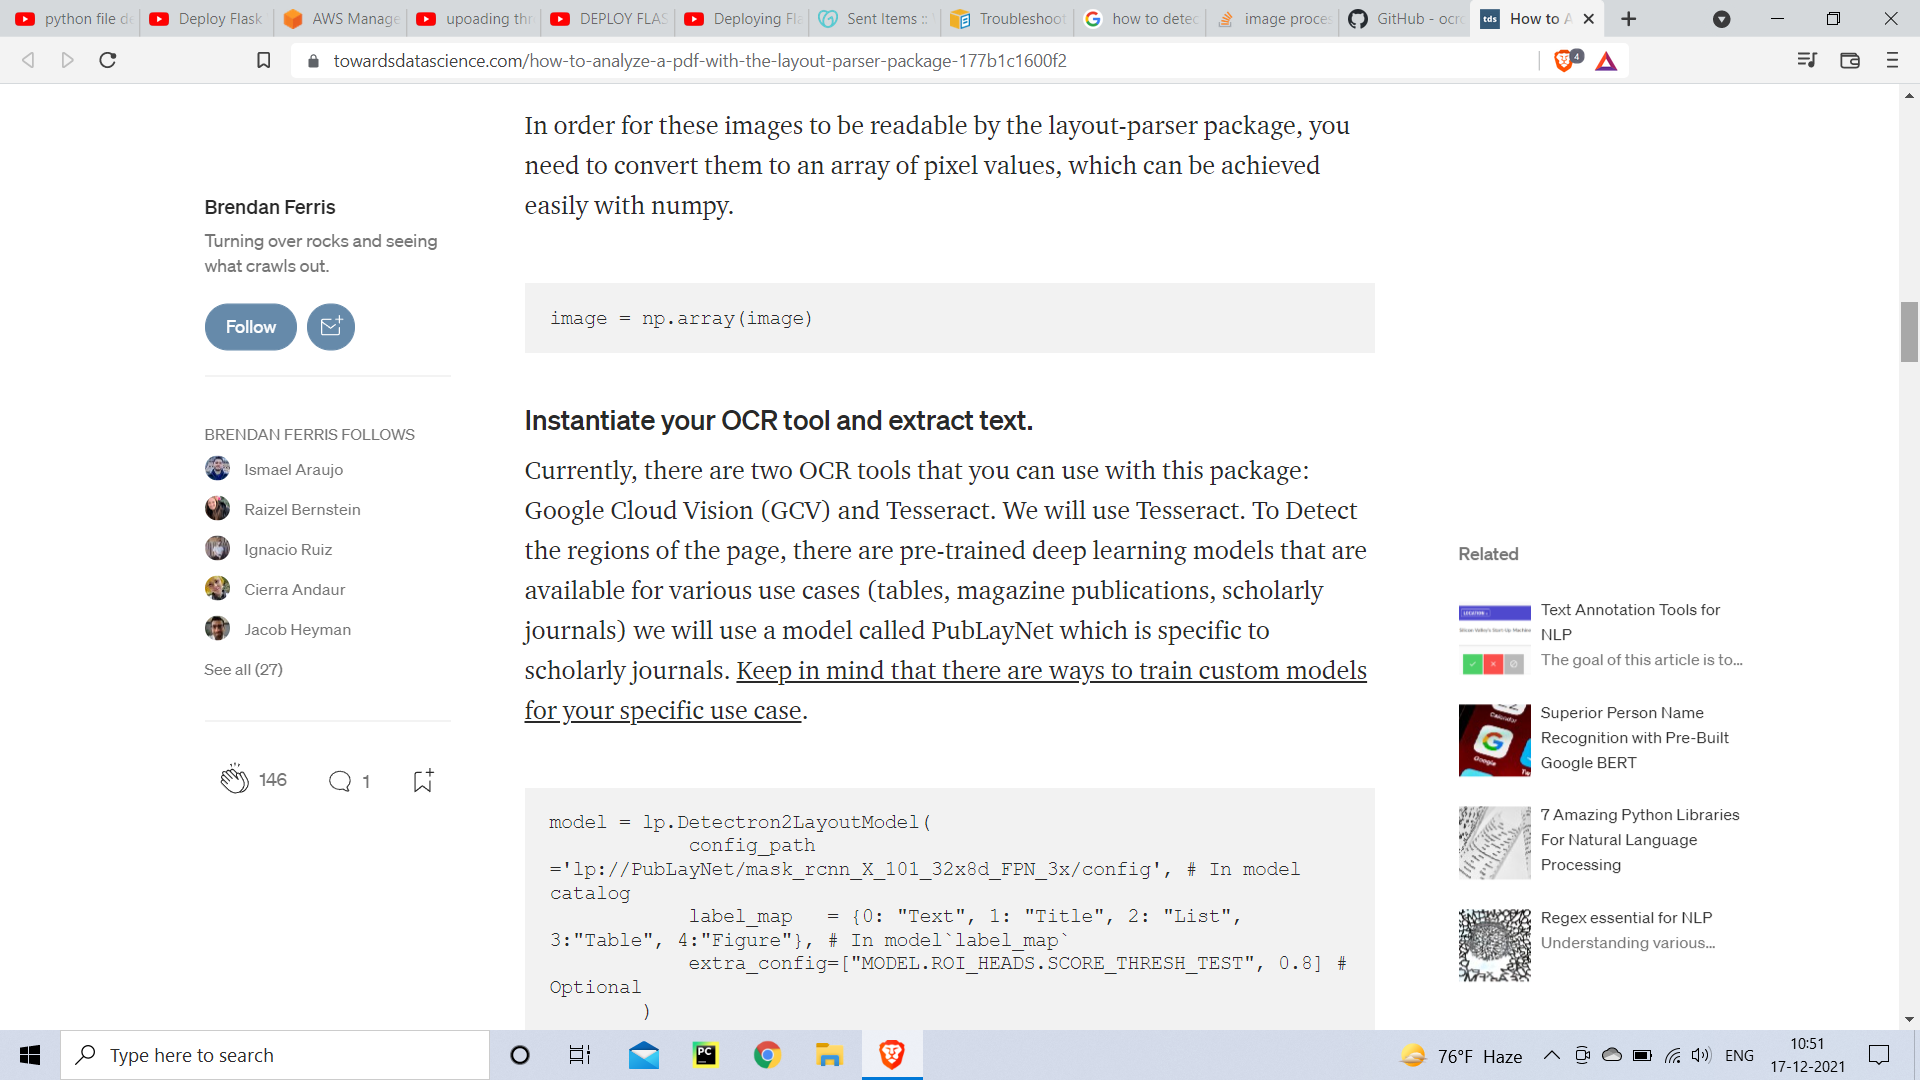 python file de
Deploy Flask
AWS Manage
upoading thr
DEPLOY FLAS
Deploying Fla
Sent Items ::
Troubleshoot
how to detec
image proces
GitHub - ocro
How to A
towardsdatascience.com/how-to-analyze-a-pdf-with-the-layout-parser-package-177b1c1600f2
4
In order for these images to be readable by the layout-parser package, you
need to convert them to an array of pixel values, which can be achieved
easily with numpy.
Brendan Ferris
Turning over rocks and seeing
what crawls out.
Follow
image = np.array(image)
BRENDAN FERRIS FOLLOWS
Ismael Araujo
Raizel Bernstein
Ignacio Ruiz
Cierra Andaur
Jacob Heyman
See all (27)
146
1
Instantiate your OCR tool and extract text.
Currently, there are two OCR tools that you can use with this package:
Google Cloud Vision (GCV) and Tesseract. We will use Tesseract. To Detect
the regions of the page, there are pre-trained deep learning models that are
available for various use cases (tables, magazine publications, scholarly
journals) we will use a model called PubLayNet which is specific to
scholarly journals. Keep in mind that there are ways to train custom models
for your specific use case.
model = lp.Detectron2LayoutModel(
config_path
='lp://PubLayNet/mask_rcnn_X_101_32x8d_FPN_3x/config', # In model
catalog
label_map   = {0: "Text", 1: "Title", 2: "List",
3:"Table", 4:"Figure"}, # In model`label_map`
extra_config=["MODEL.ROI_HEADS.SCORE_THRESH_TEST", 0.8] #
Optional
)
Related
Text Annotation Tools for
NLP
The goal of this article is to...
Superior Person Name
Recognition with Pre-Built
Google BERT
7 Amazing Python Libraries
For Natural Language
Processing
Regex essential for NLP
Understanding various...
Type here to search
76°F Haze
ENG
10:51
17-12-2021